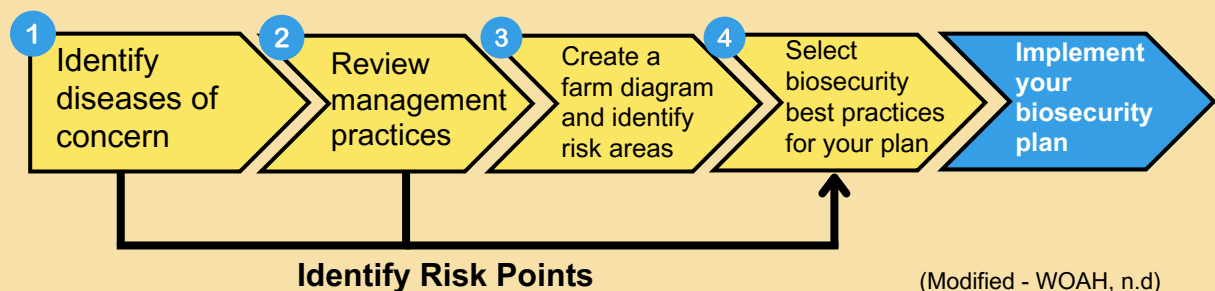 1
Identify
diseases of
concern
2
Review
management
practices
3
Create a
farm diagram
and identify
risk areas
4
Select
biosecurity
best practices
for your plan
Implement
your
biosecurity
plan
Identify Risk Points
(Modified - WOAH, n.d)